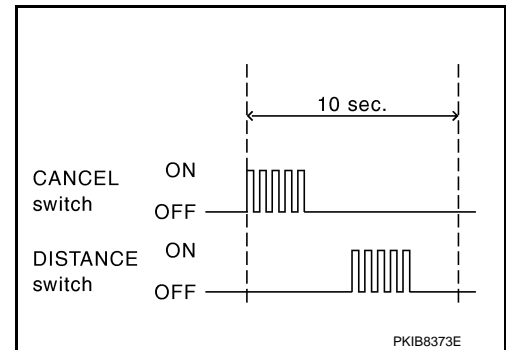 10 sec.
CANCEL
switch
ON
OFF
DISTANCE
switch
ON
OFF
PKIB8373E